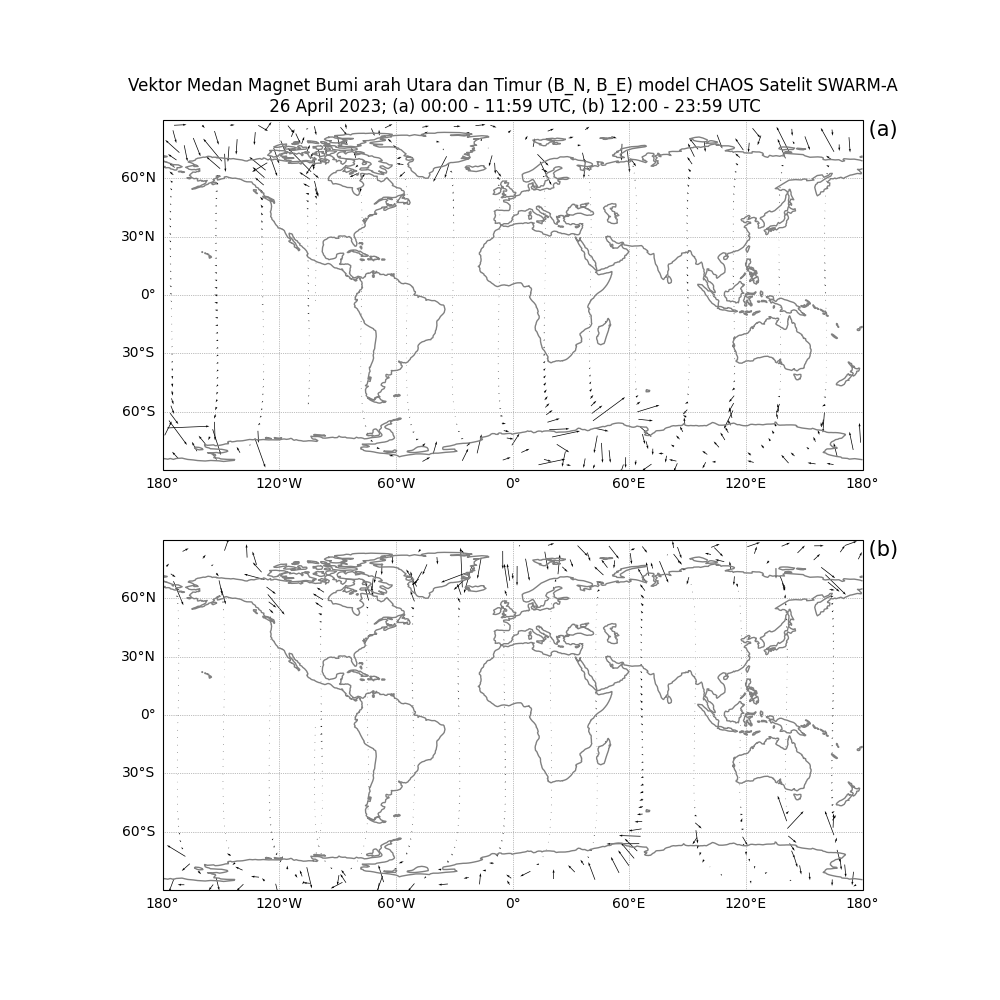 Vektor Medan Magnet Bumi arah Utara dan Timur (B_N, B_E) model CHAOS Satelit SWARM-A
26 April 2023; (a) 00:00 - 11:59 UTC, (b) 12:00 - 23:59 UTC
(a)
60°N
30°N
0°
30°S
60°S
180° 120°W 60°W 0° 60°E 120°E 180°
(b)
60°N
30°N
0°
30°S
60°S
180° 120°W 60°W 0° 60°E 120°E 180°